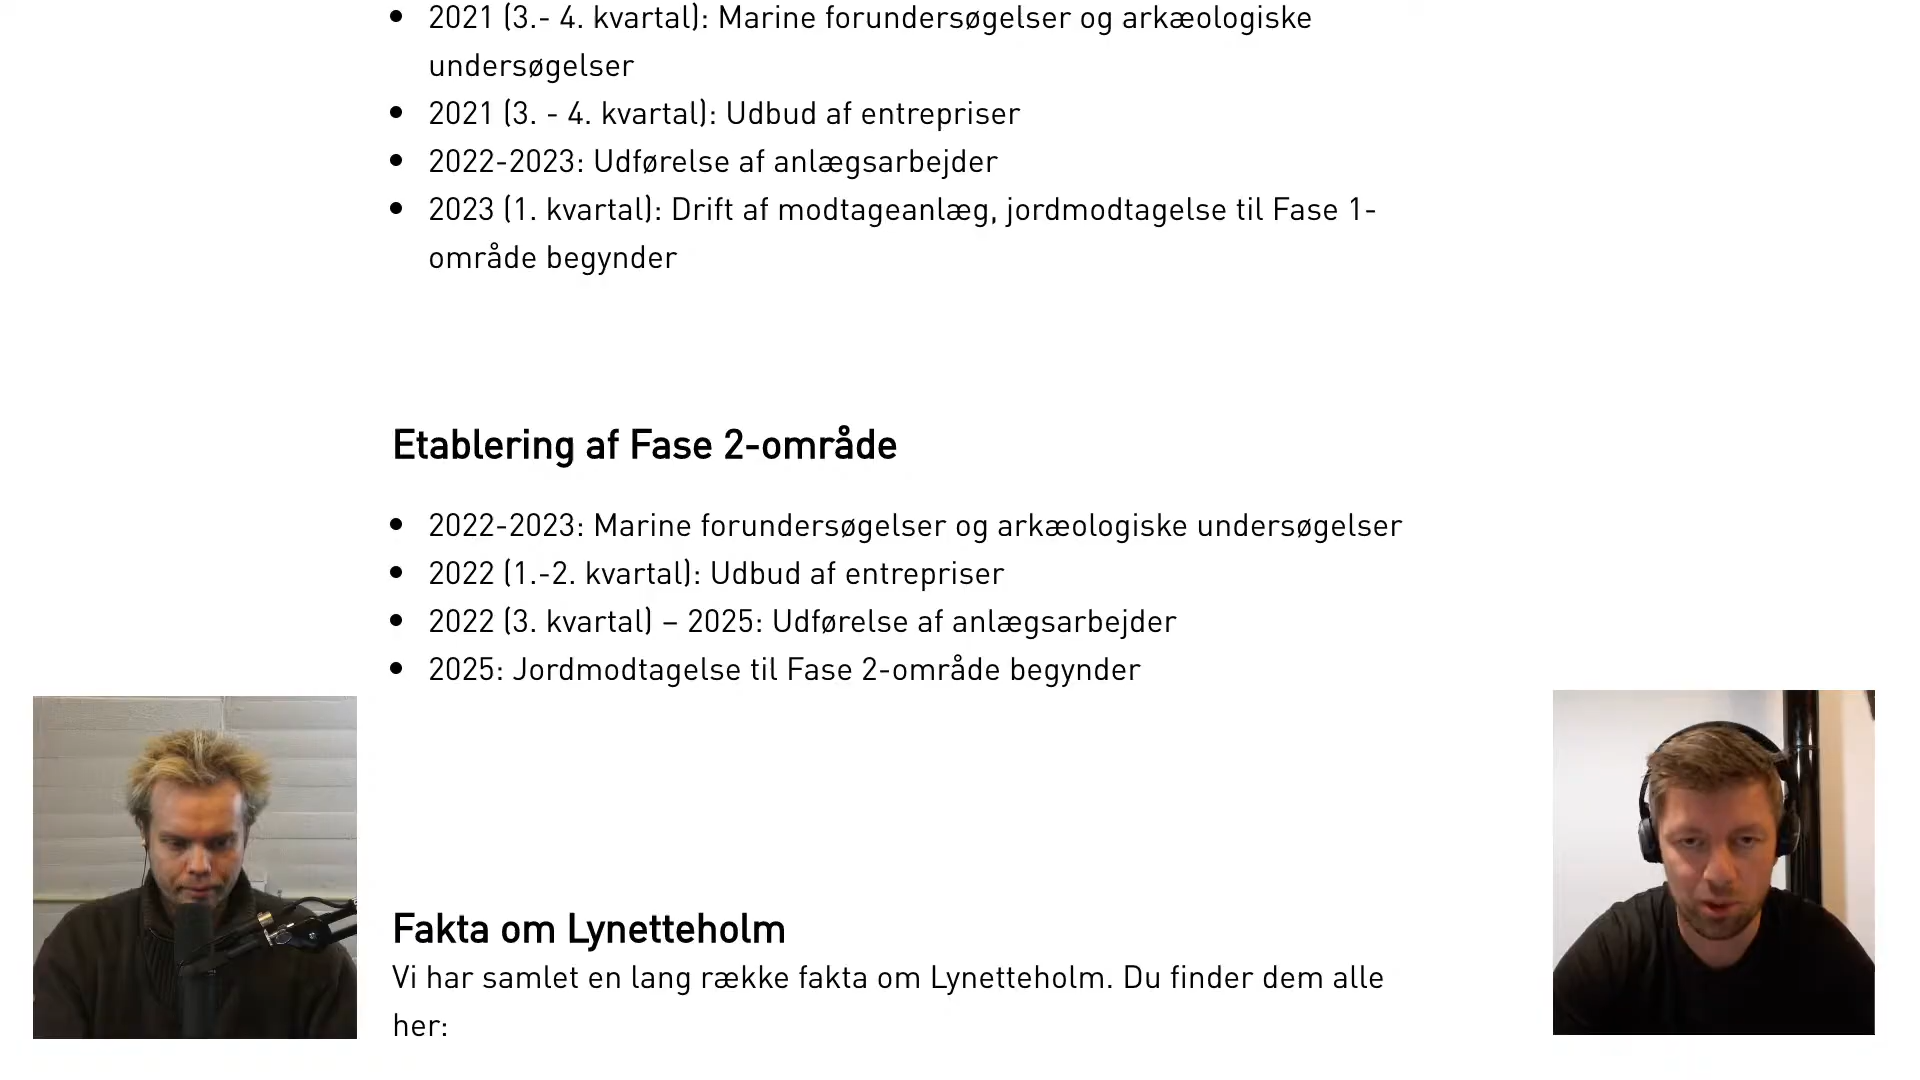 2021 (3.- 4. kvartal): Marine forundersøgelser og arkæologiske
undersøgelser
2021 (3. - 4. kvartal): Udbud af entrepriser
2022-2023: Udførelse af anlægsarbejder
2023 (1. kvartal): Drift af modtageanlæg, jordmodtagelse til Fase 1-
område begynder
Etablering af Fase 2-område
2022-2023: Marine forundersøgelser og arkæologiske undersøgelser
2022 (1.-2. kvartal): Udbud af entrepriser
2022 (3. kvartal) – 2025: Udførelse af anlægsarbejder
2025: Jordmodtagelse til Fase 2-område begynder
Fakta om Lynetteholm
Vi har samlet en lang række fakta om Lynetteholm. Du finder dem alle
her: